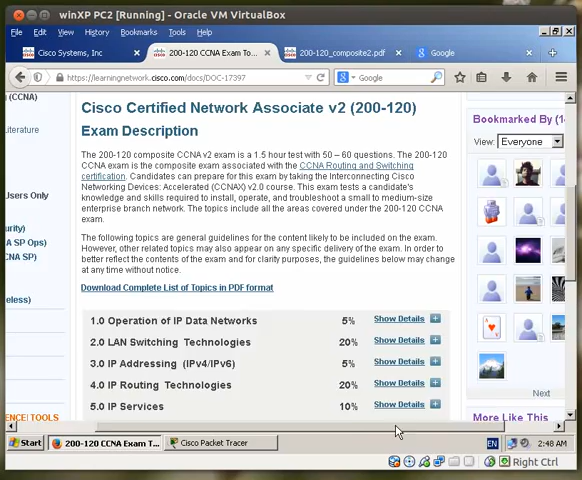 winXP PC2 [Running] - Oracle VM VirtualBox
File Edit View History Bookmarks Tools Help
Cisco Systems, Inc
200-120 CCNA Exam To...
200-120_composite2.pdf
Google
https://learningnetwork.cisco.com/docs/DOC-17397
Google
(CCNA)
Literature
Users Only
urity)
A SP Ops)
CNA SP)
eless)
ENCE TOOLS
Cisco Certified Network Associate v2 (200-120)
Exam Description
The 200-120 composite CCNA v2 exam is a 1.5 hour test with 50 – 60 questions. The 200-120
CCNA exam is the composite exam associated with the CCNA Routing and Switching
certification. Candidates can prepare for this exam by taking the Interconnecting Cisco
Networking Devices: Accelerated (CCNAX) v2.0 course. This exam tests a candidate's
knowledge and skills required to install, operate, and troubleshoot a small to medium-size
enterprise branch network. The topics include all the areas covered under the 200-120 CCNA
exam.
The following topics are general guidelines for the content likely to be included on the exam.
However, other related topics may also appear on any specific delivery of the exam. In order to
better reflect the contents of the exam and for clarity purposes, the guidelines below may change
at any time without notice.
Download Complete List of Topics in PDF format
1.0 Operation of IP Data Networks 5% Show Details
2.0 LAN Switching Technologies 20% Show Details
3.0 IP Addressing (IPv4/IPv6) 5% Show Details
4.0 IP Routing Technologies 20% Show Details
5.0 IP Services 10% Show Details
Bookmarked By
View: Everyone
Next
More Like This
Start
200-120 CCNA Exam T...
Cisco Packet Tracer
EN
2:48 AM
Right Ctrl